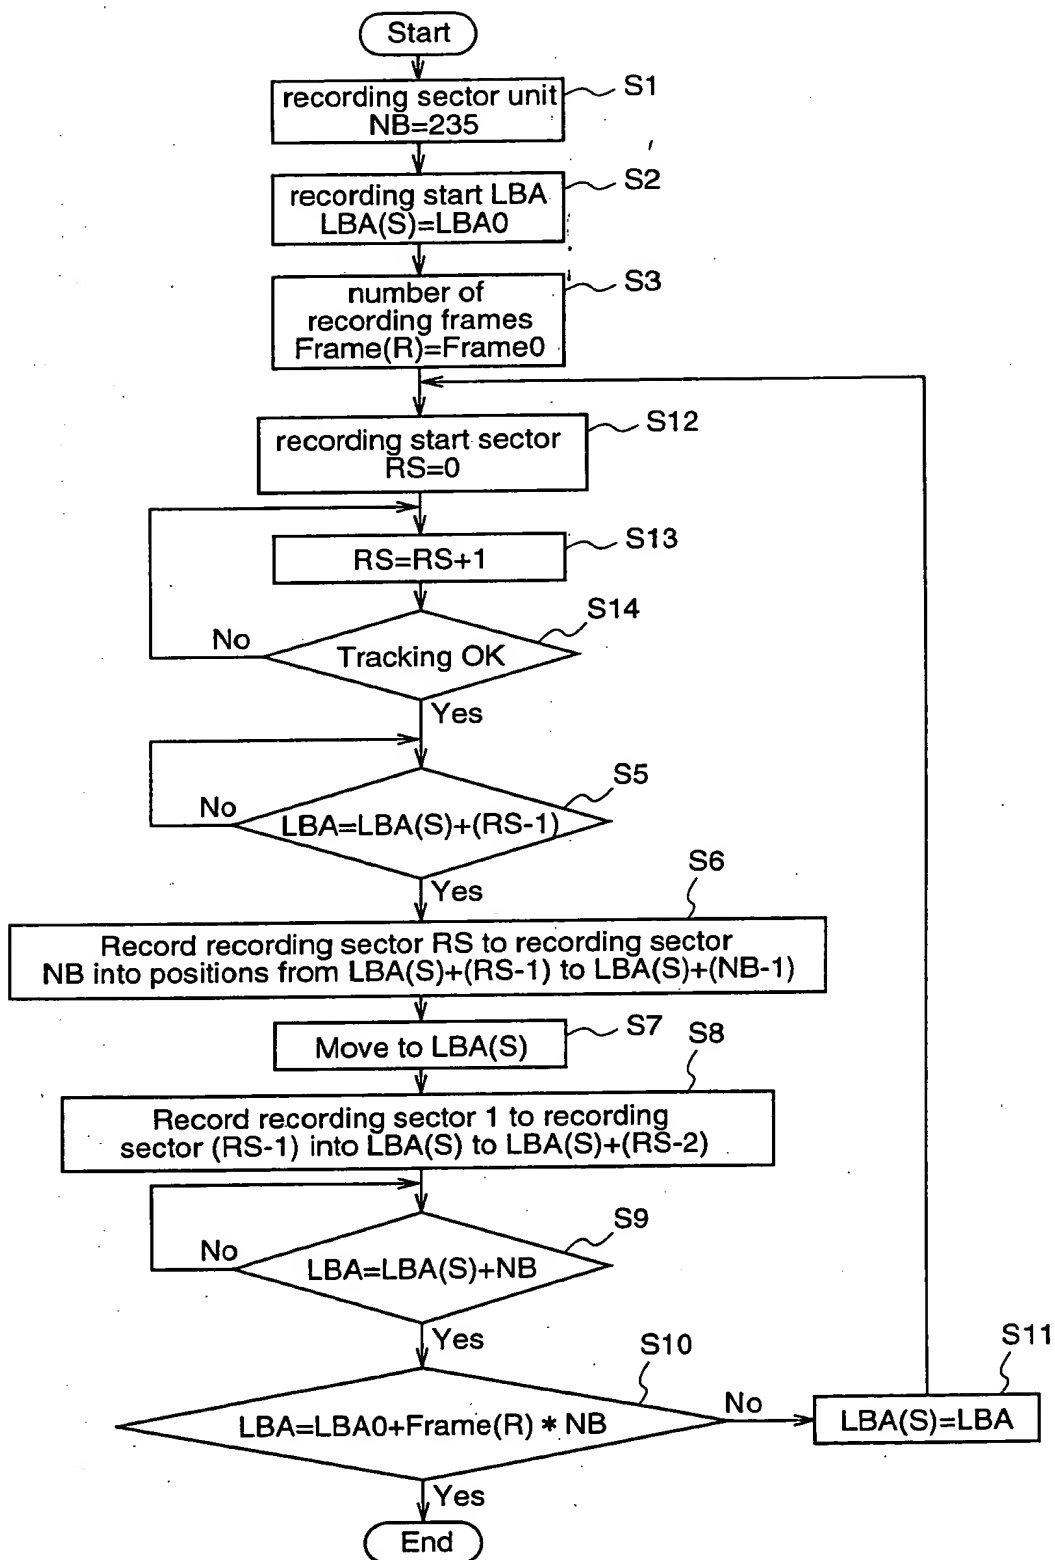 Start
recording sector unit
NB=235
S1
recording start LBA
LBA(S)=LBA0
S2
number of
recording frames
Frame(R)=Frame0
S3
recording start sector
RS=0
S12
RS=RS+1
S13
Tracking OK
S14
No
Yes
LBA=LBA(S)+(RS-1)
S5
No
Yes
S6
Record recording sector RS to recording sector
NB into positions from LBA(S)+(RS-1) to LBA(S)+(NB-1)
Move to LBA(S)
S7
S8
Record recording sector 1 to recording
sector (RS-1) into LBA(S) to LBA(S)+(RS-2)
LBA=LBA(S)+NB
S9
No
Yes
LBA=LBA0+Frame(R) * NB
S10
No
LBA(S)=LBA
S11
Yes
End